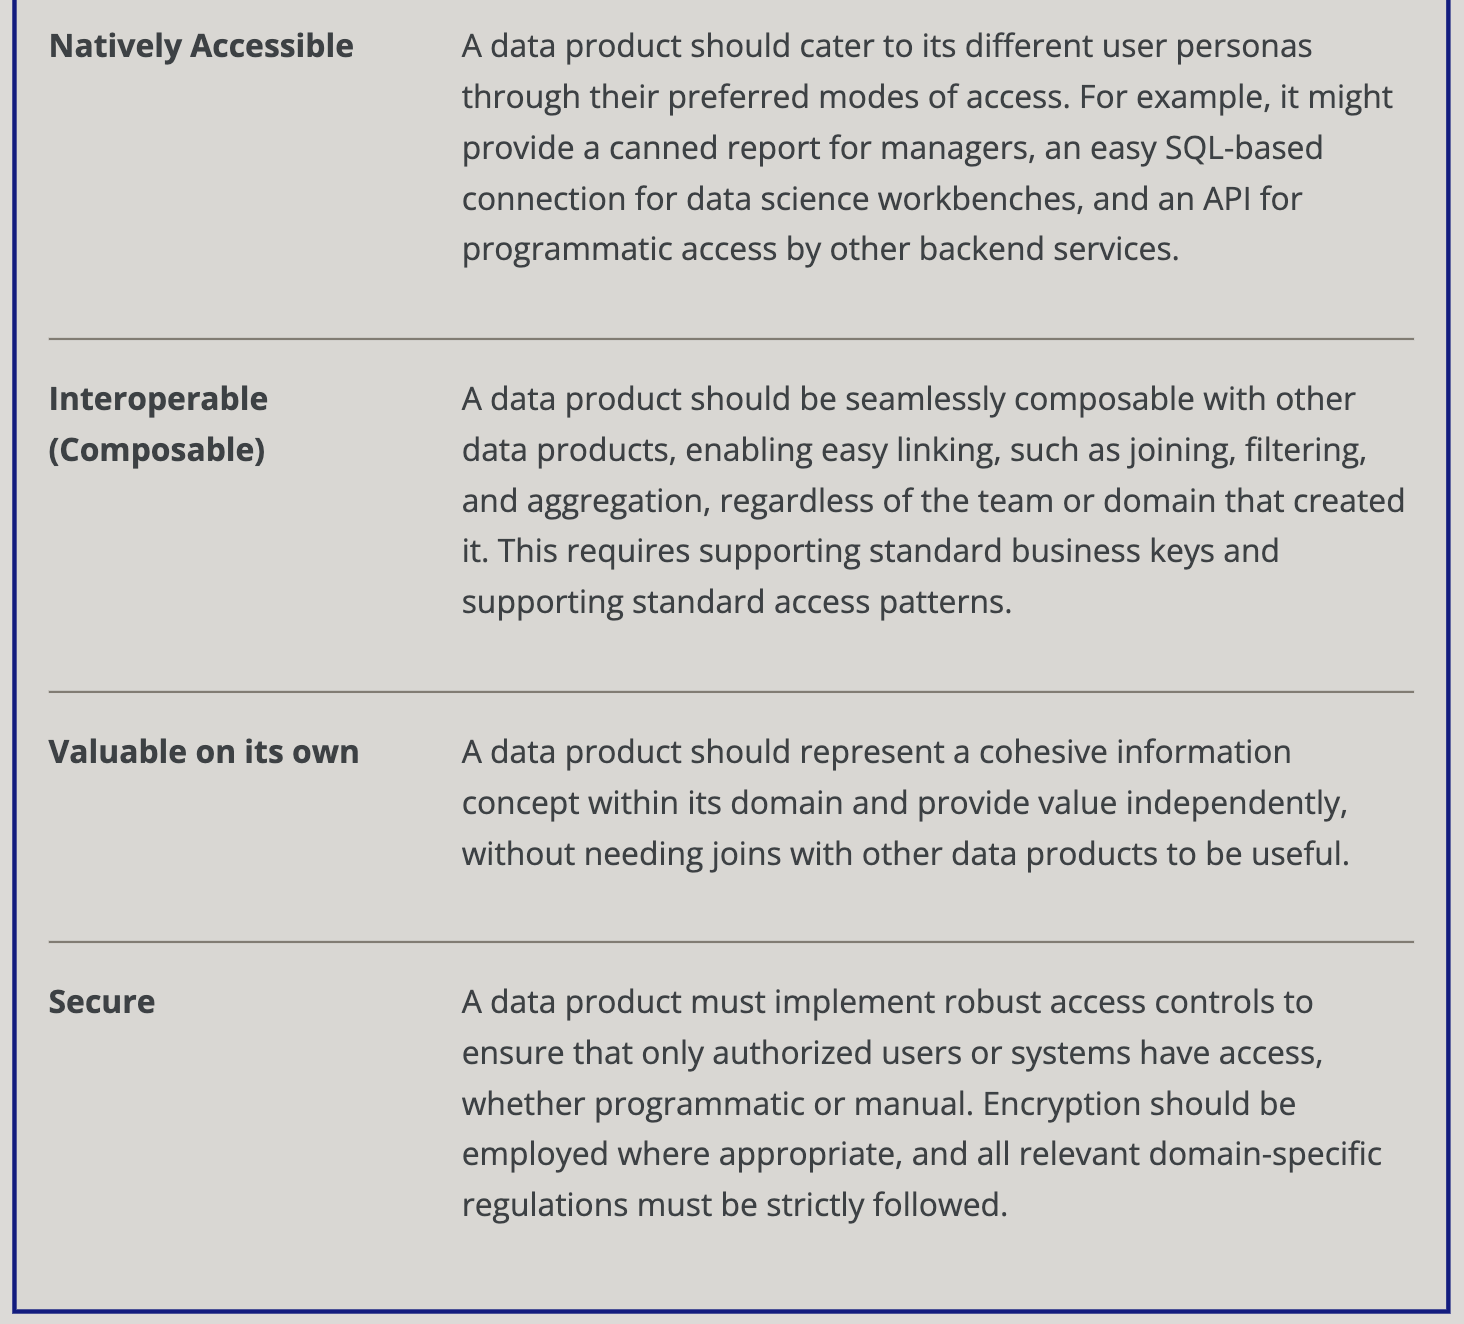 Natively Accessible
A data product should cater to its different user personas
through their preferred modes of access. For example, it might
provide a canned report for managers, an easy SQL-based
connection for data science workbenches, and an API for
programmatic access by other backend services.
Interoperable
(Composable)
A data product should be seamlessly composable with other
data products, enabling easy linking, such as joining, filtering,
and aggregation, regardless of the team or domain that created
it. This requires supporting standard business keys and
supporting standard access patterns.
Valuable on its own
A data product should represent a cohesive information
concept within its domain and provide value independently,
without needing joins with other data products to be useful.
Secure
A data product must implement robust access controls to
ensure that only authorized users or systems have access,
whether programmatic or manual. Encryption should be
employed where appropriate, and all relevant domain-specific
regulations must be strictly followed.